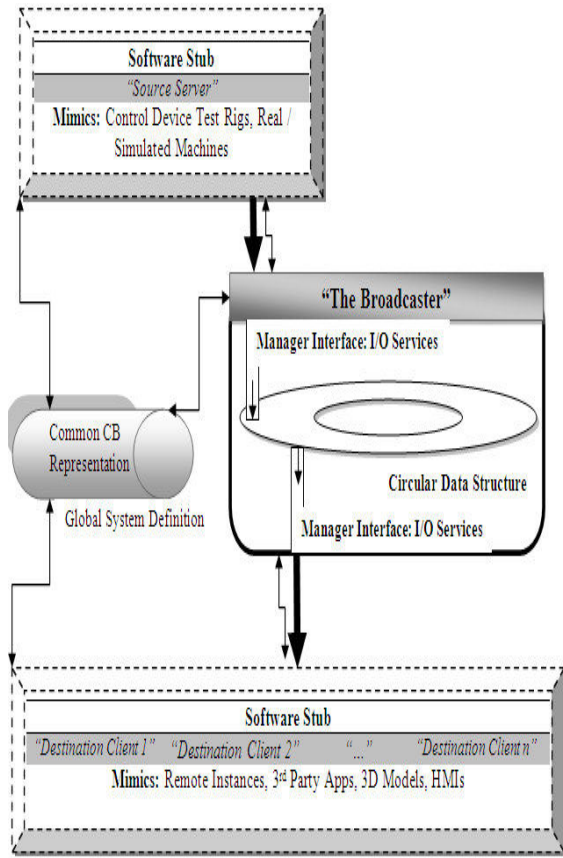 Software Stub
“Source Server”
Mimics: Control Device Test Rigs, Real /
Simulated Machines
“The Broadcaster”
Manager Interface: I/O Services
Common CB
Representation
Circular Data Structure
Global System Definition
Manager Interface: I/O Services
Software Stub
“Destination Client 1” “Destination Client 2” “...” “Destination Client n”
Mimics: Remote Instances, 3rd Party Apps, 3D Models, HMIs